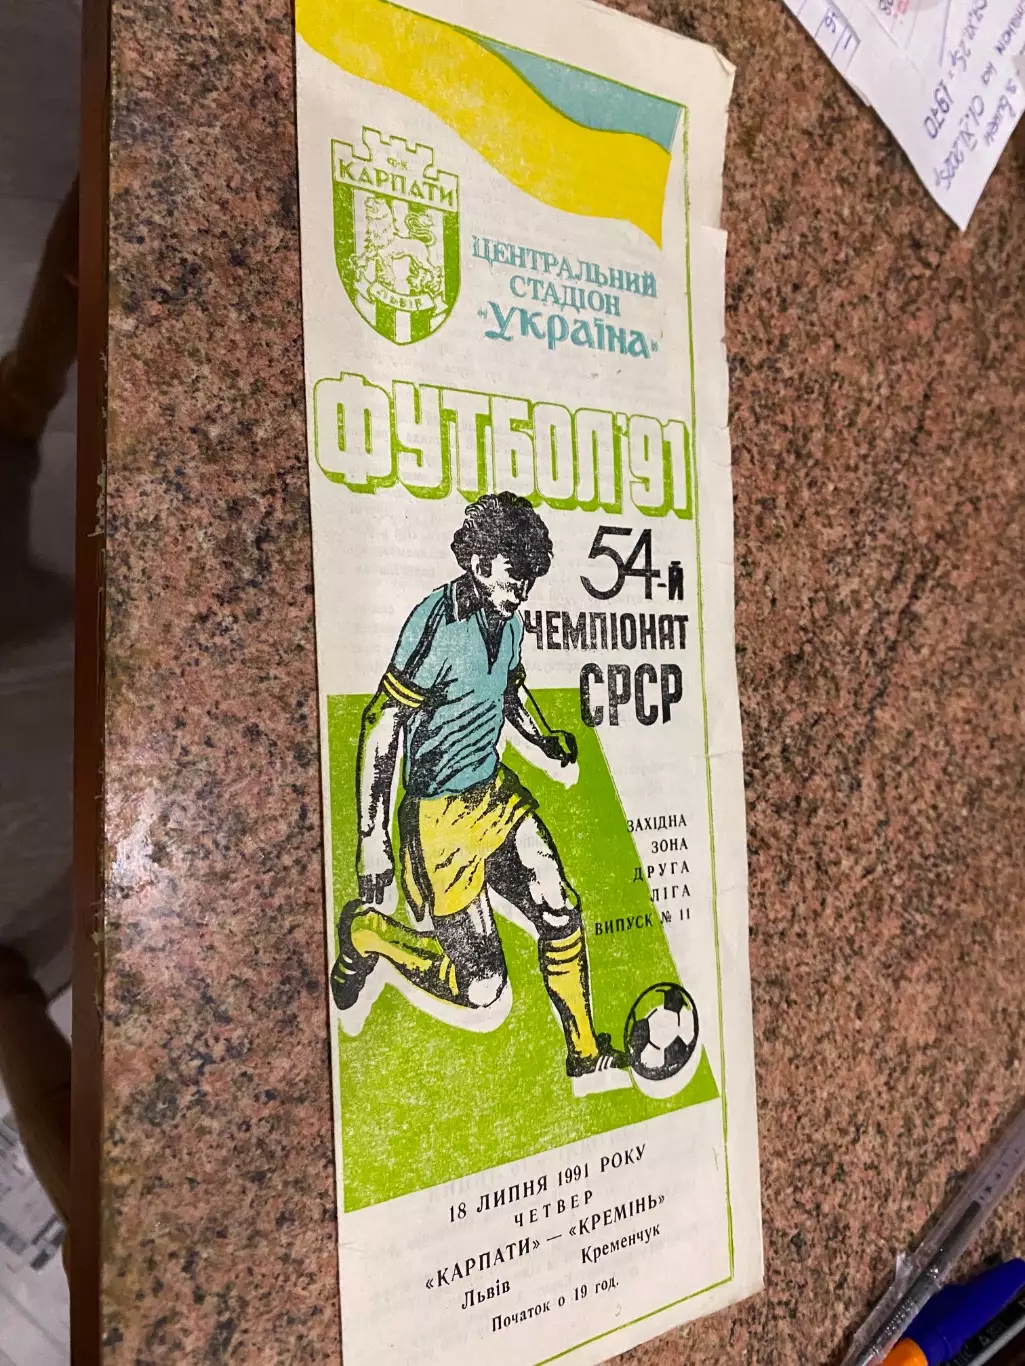 ФК
КАРПАТИ
ЛЬВІВ
ЦЕНТРАЛЬНИЙ
СТАДІОН
«Україна»
ФУТБОЛ'91
54-й
ЧЕМПІОНАТ
СРСР
ЗАХІДНА
ЗОНА
ДРУГА
ЛІГА
ВИПУСК № 11
18 ЛИПНЯ 1991 РОКУ
ЧЕТВЕР
«КАРПАТИ» — «КРЕМІНЬ»
Львів Кременчук
Початок о 19 год.
1970